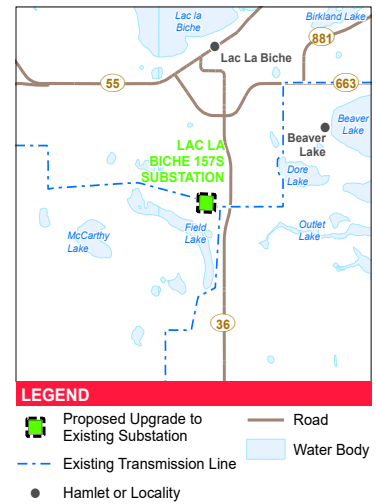 Lac la
Biche
Birkland Lake
881
Lac La Biche
55
663
Beaver
Lake
Beaver
Lake
LAC LA
BICHE 157S
SUBSTATION
Dore
Lake
Field
Lake
Outlet
Lake
McCarthy
Lake
36
LEGEND
Proposed Upgrade to
Existing Substation
Existing Transmission Line
Hamlet or Locality
Road
Water Body